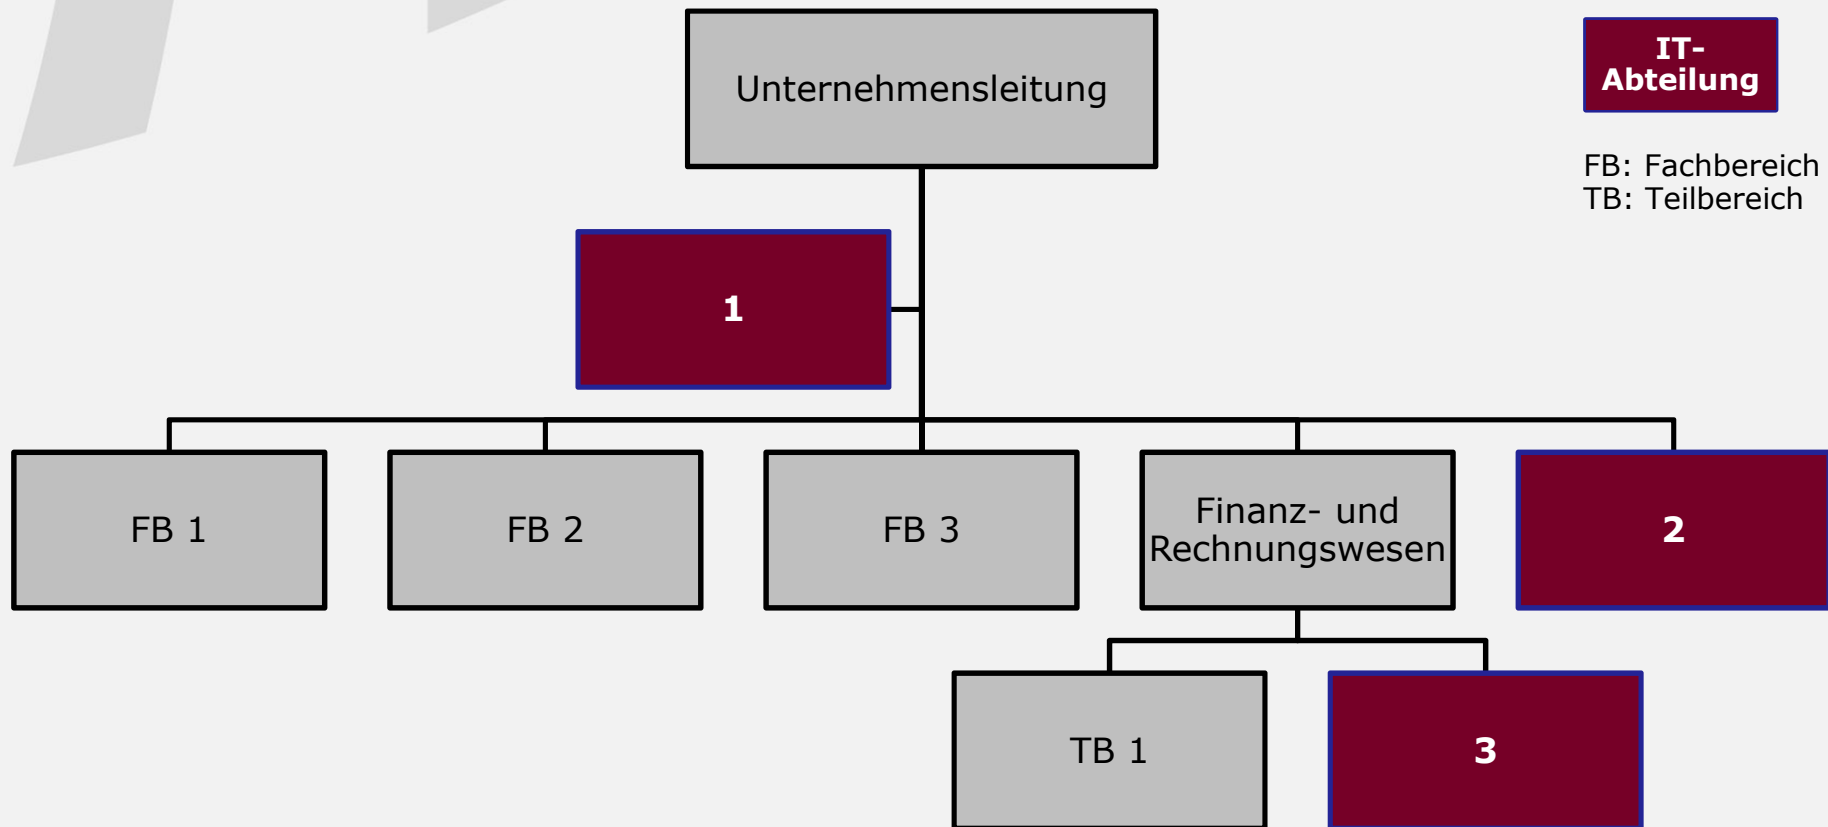 Unternehmensleitung
IT-
Abteilung
FB: Fachbereich
TB: Teilbereich
1
FB 1
FB 2
FB 3
Finanz- und
Rechnungswesen
2
TB 1
3